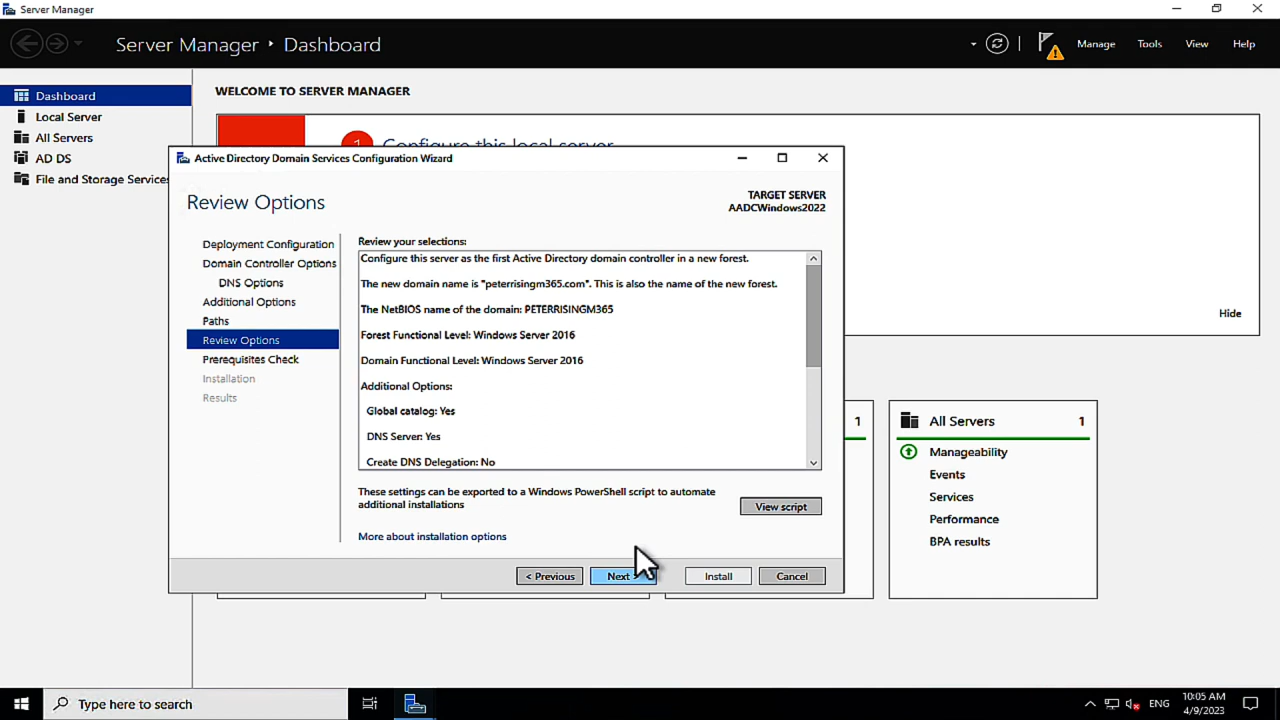 Server Manager
Server Manager ‣ Dashboard
Manage
Tools
View
Help
Dashboard
Local Server
All Servers
AD DS
File and Storage Services
WELCOME TO SERVER MANAGER
1
Configure this local server
Hide
Active Directory Domain Services Configuration Wizard
Review Options
TARGET SERVER
AADCWindows2022
Deployment Configuration
Domain Controller Options
DNS Options
Additional Options
Paths
Review Options
Prerequisites Check
Installation
Results
Review your selections:
Configure this server as the first Active Directory domain controller in a new forest.
The new domain name is "peterrisingm365.com". This is also the name of the new forest.
The NetBIOS name of the domain: PETERRISINGM365
Forest Functional Level: Windows Server 2016
Domain Functional Level: Windows Server 2016
Additional Options:
Global catalog: Yes
DNS Server: Yes
Create DNS Delegation: No
These settings can be exported to a Windows PowerShell script to automate
additional installations
View script
More about installation options
< Previous
Next >
Install
Cancel
1
All Servers 1
Manageability
Events
Services
Performance
BPA results
Type here to search
ENG
10:05 AM
4/9/2023